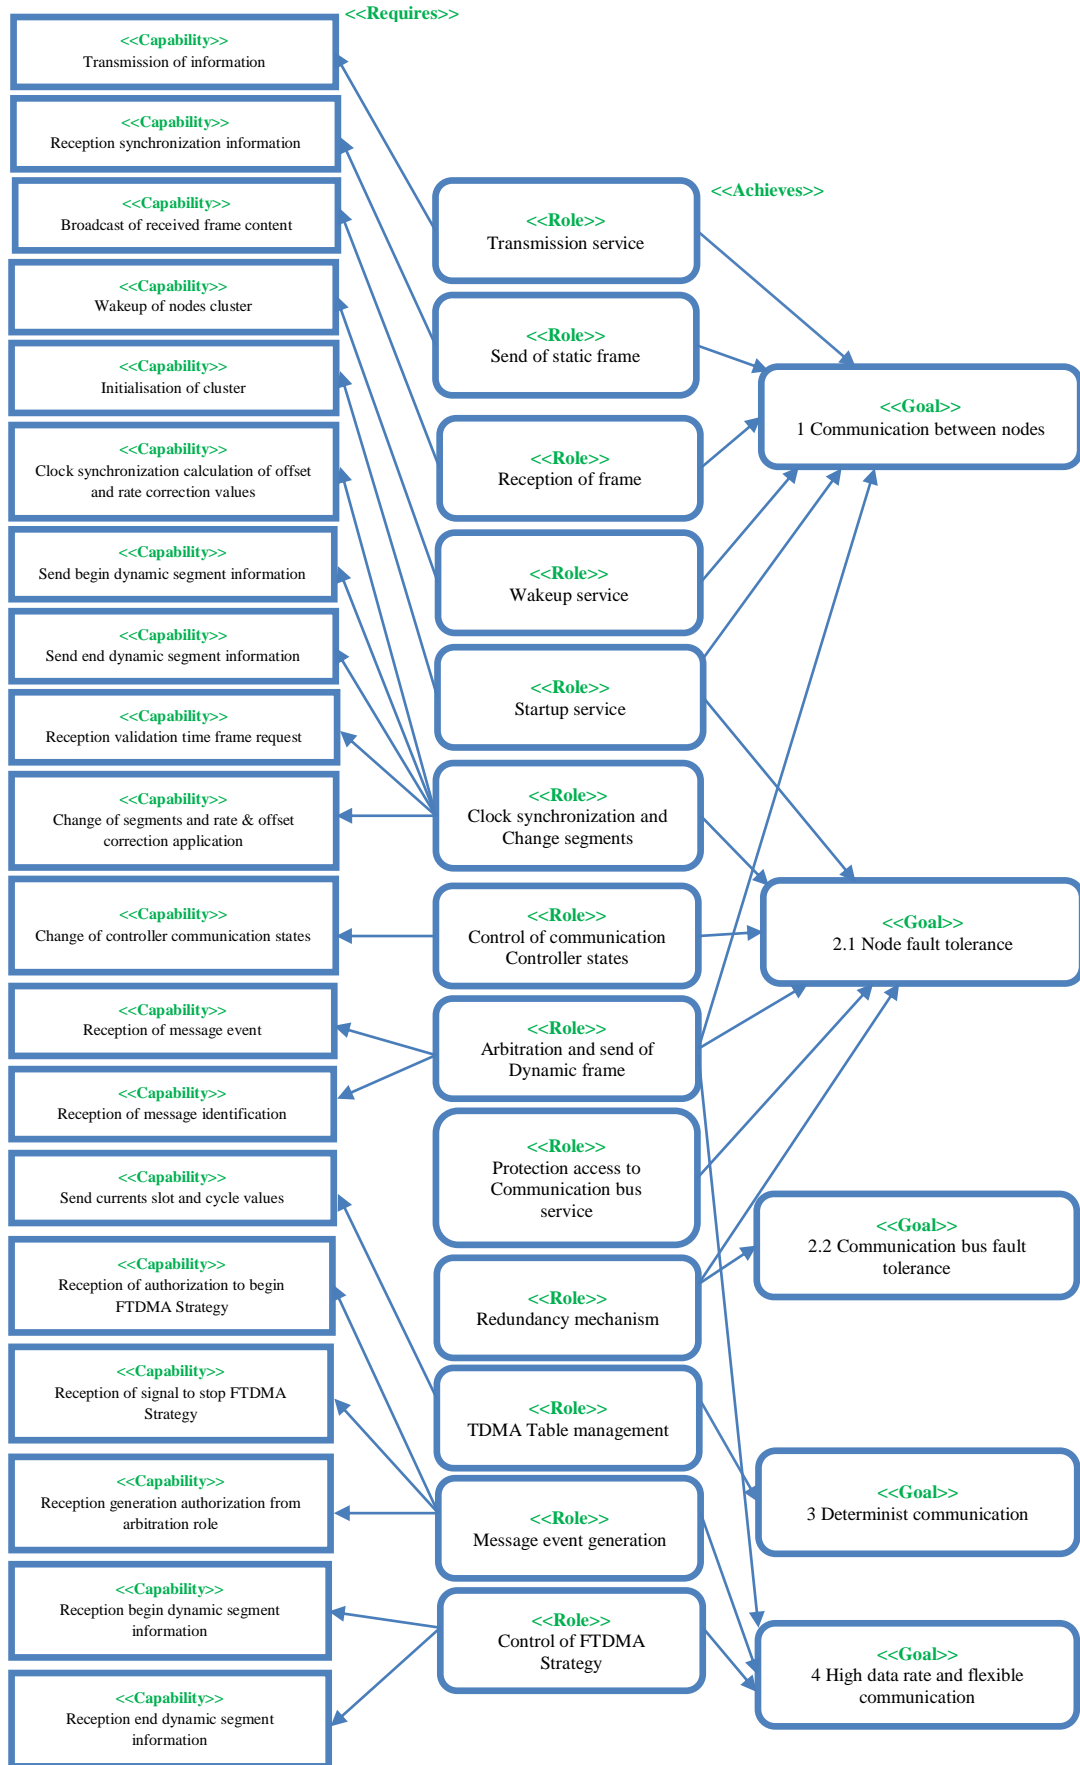 <<Requires>>
<<Capability>>
Transmission of information
<<Capability>>
Reception synchronization information
<<Capability>>
Broadcast of received frame content
<<Capability>>
Wakeup of nodes cluster
<<Capability>>
Initialisation of cluster
<<Capability>>
Clock synchronization calculation of offset
and rate correction values
<<Capability>>
Send begin dynamic segment information
<<Capability>>
Send end dynamic segment information
<<Capability>>
Reception validation time frame request
<<Capability>>
Change of segments and rate & offset
correction application
<<Capability>>
Change of controller communication states
<<Capability>>
Reception of message event
<<Capability>>
Reception of message identification
<<Capability>>
Send currents slot and cycle values
<<Capability>>
Reception of authorization to begin
FTDMA Strategy
<<Capability>>
Reception of signal to stop FTDMA
Strategy
<<Capability>>
Reception generation authorization from
arbitration role
<<Capability>>
Reception begin dynamic segment
information
<<Capability>>
Reception end dynamic segment
information
<<Role>>
Transmission service
<<Role>>
Send of static frame
<<Role>>
Reception of frame
<<Role>>
Wakeup service
<<Role>>
Startup service
<<Role>>
Clock synchronization and
Change segments
<<Role>>
Control of communication
Controller states
<<Role>>
Arbitration and send of
Dynamic frame
<<Role>>
Protection access to
Communication bus
service
<<Role>>
Redundancy mechanism
<<Role>>
TDMA Table management
<<Role>>
Message event generation
<<Role>>
Control of FTDMA
Strategy
<<Achieves>>
<<Goal>>
1 Communication between nodes
<<Goal>>
2.1 Node fault tolerance
<<Goal>>
2.2 Communication bus fault
tolerance
<<Goal>>
3 Determinist communication
<<Goal>>
4 High data rate and flexible
communication